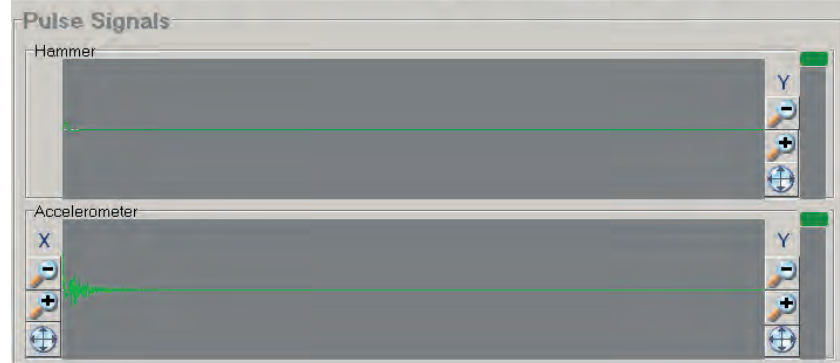 Pulse Signals
Hammer
Y
Accelerometer
X
Y